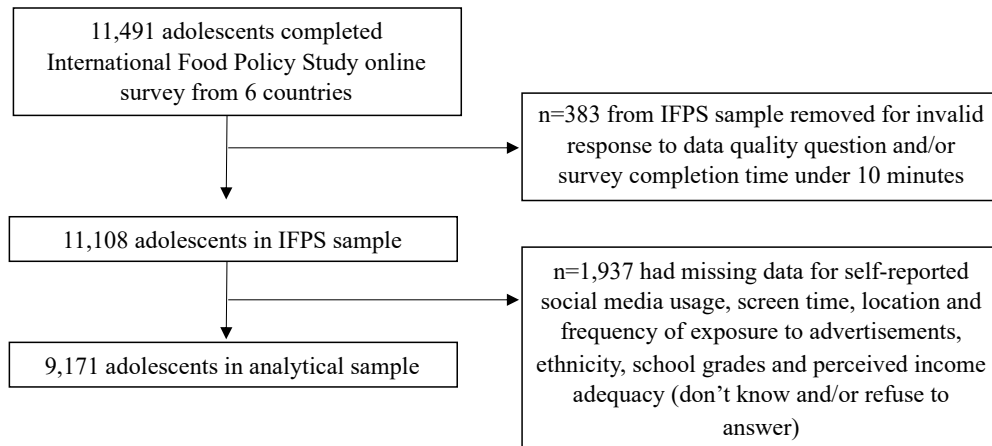 11,491 adolescents completed
International Food Policy Study online
survey from 6 countries
n=383 from IFPS sample removed for invalid
response to data quality question and/or
survey completion time under 10 minutes
11,108 adolescents in IFPS sample
n=1,937 had missing data for self-reported
social media usage, screen time, location and
frequency of exposure to advertisements,
ethnicity, school grades and perceived income
adequacy (don’t know and/or refuse to
answer)
9,171 adolescents in analytical sample